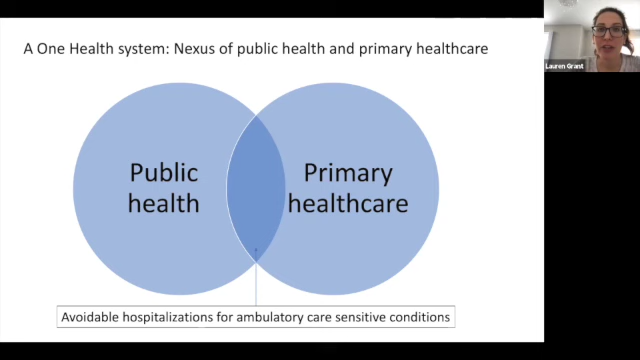 A One Health system: Nexus of public health and primary healthcare
Lauren Grant
Public
health
Primary
healthcare
Avoidable hospitalizations for ambulatory care sensitive conditions